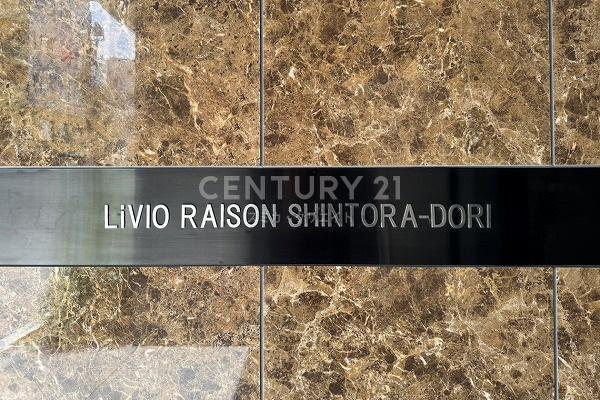 CENTURY 21
LiVIO RAISON SHINTORA-DORI